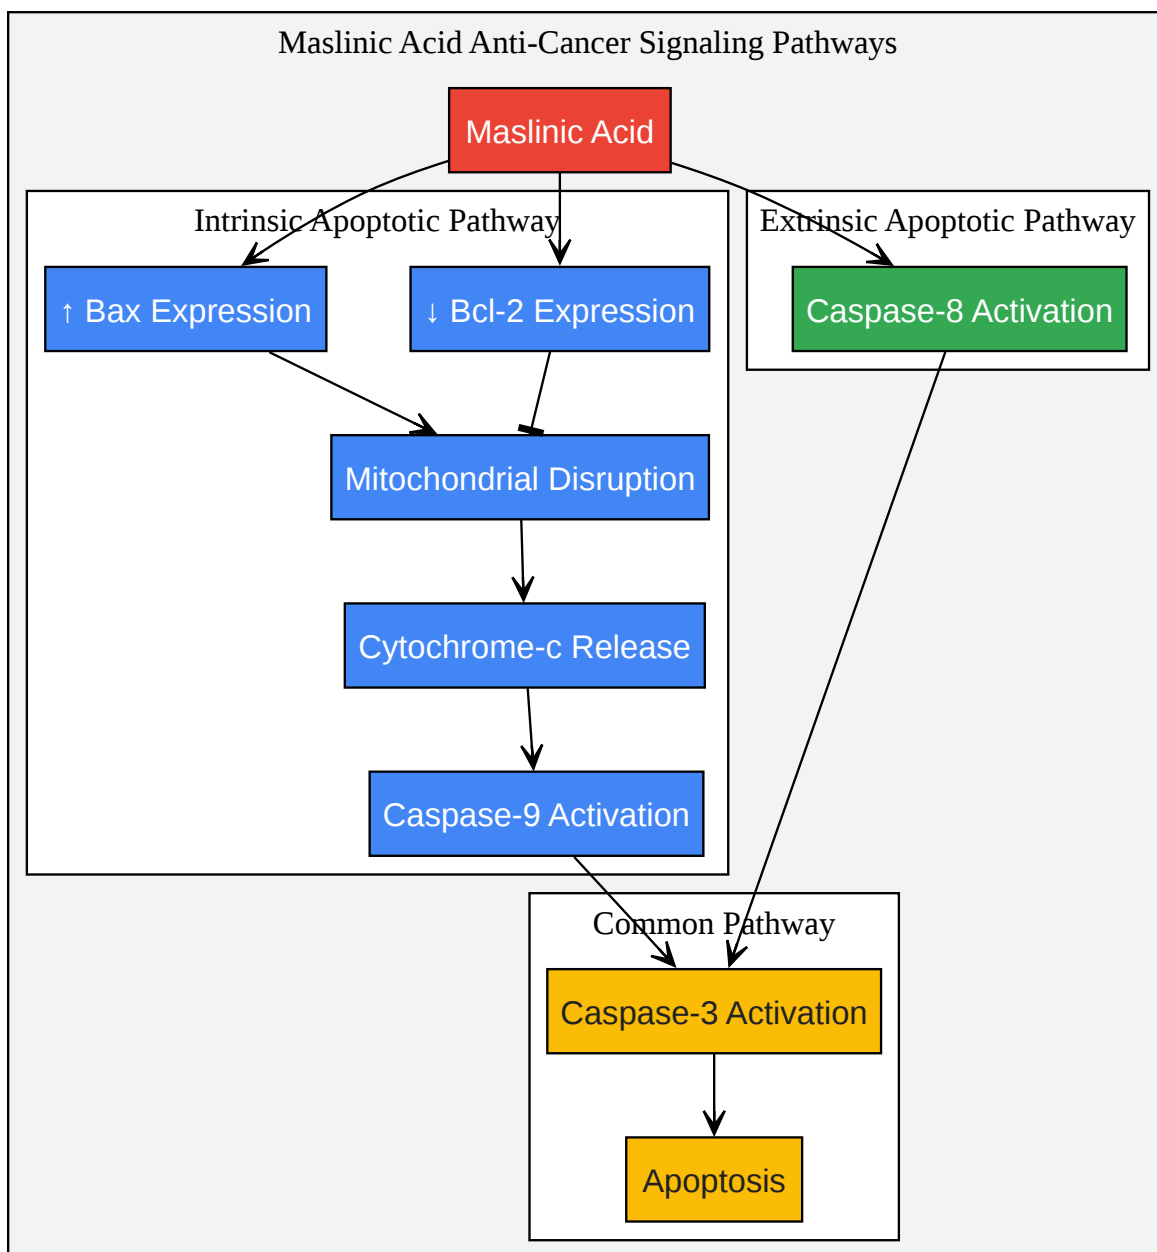 Maslinic Acid Anti-Cancer Signaling Pathways
Maslinic Acid
Intrinsic Apoptotic Pathway
Extrinsic Apoptotic Pathway
↑ Bax Expression
↓ Bcl-2 Expression
Caspase-8 Activation
Mitochondrial Disruption
Cytochrome-c Release
Caspase-9 Activation
Common Pathway
Caspase-3 Activation
Apoptosis